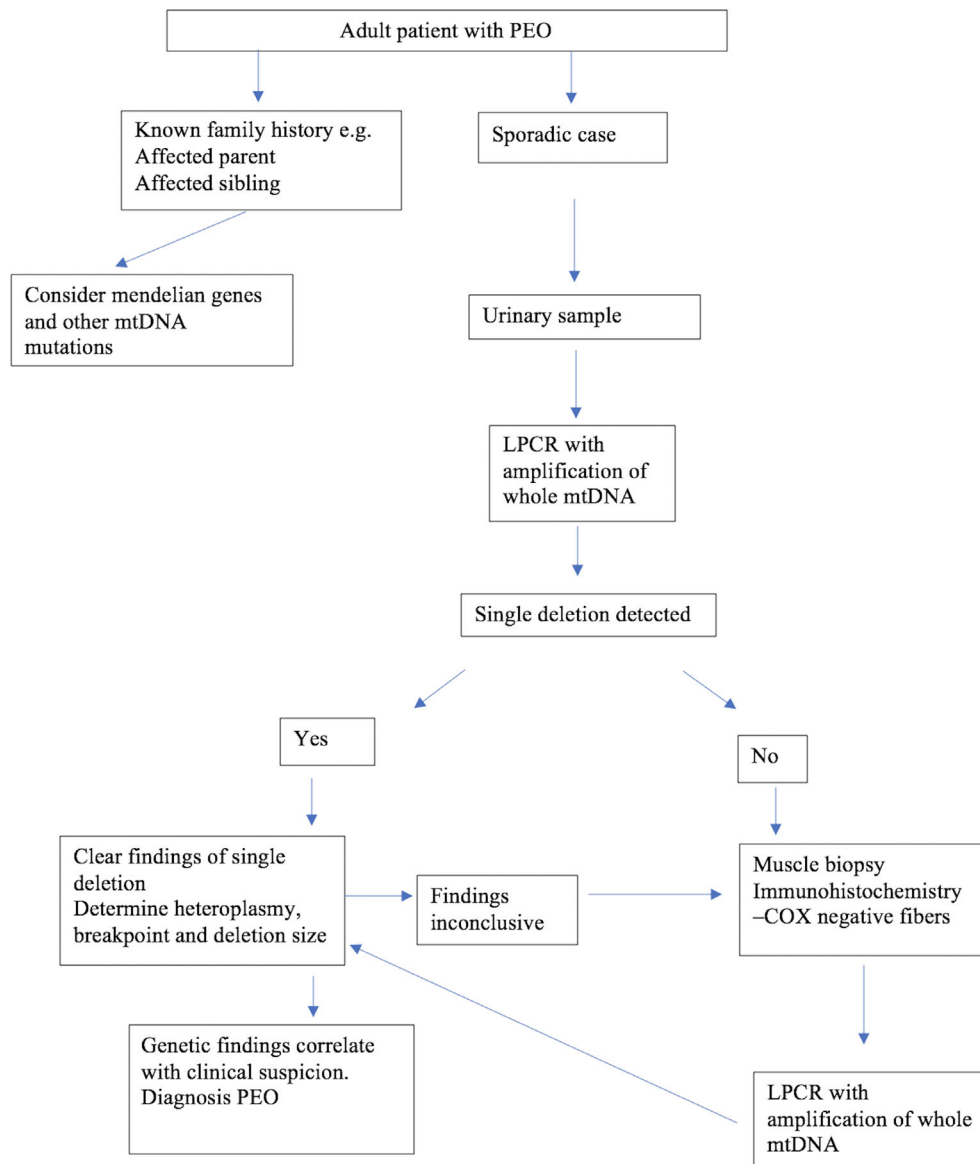 Adult patient with PEO
Known family history e.g.
Affected parent
Affected sibling
Sporadic case
Consider mendelian genes
and other mtDNA
mutations
Urinary sample
LPCR with
amplification of
whole mtDNA
Single deletion detected
Yes
No
Clear findings of single
deletion
Determine heteroplasmy,
breakpoint and deletion size
Findings
inconclusive
Muscle biopsy
Immunohistochemistry
–COX negative fibers
Genetic findings correlate
with clinical suspicion.
Diagnosis PEO
LPCR with
amplification of whole
mtDNA